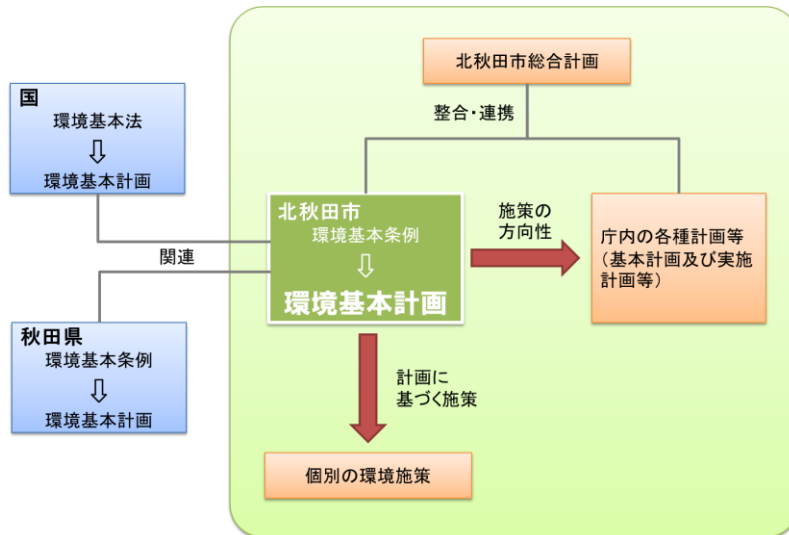 北秋田市総合計画
整合・連携
国
環境基本法
⇩
環境基本計画
関連
秋田県
環境基本条例
⇩
環境基本計画
北秋田市
環境基本条例
⇩
環境基本計画
施策の
方向性
庁内の各種計画等
（基本計画及び実施
計画等）
計画に
基づく施策
個別の環境施策